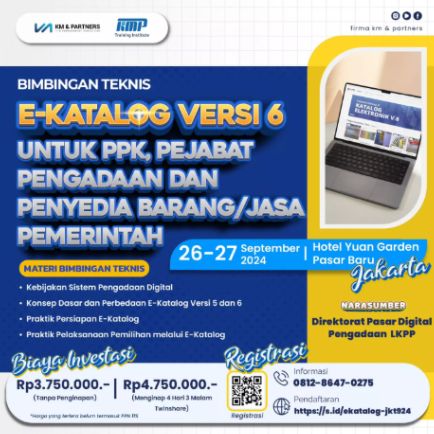 KM & PARTNERS
KMP
Training Institute
firma km & partners
BIMBINGAN TEKNIS
E-KATALOG VERSI 6
UNTUK PPK, PEJABAT
PENGADAAN DAN
PENYEDIA BARANG/JASA
PEMERINTAH
KATALOG
ELEKTRONIK V.6
26-27 September
2024
Hotel Yuan Garden
Pasar Baru
Jakarta
MATERI BIMBINGAN TEKNIS
• Kebijakan Sistem Pengadaan Digital
• Konsep Dasar dan Perbedaan E-Katalog Versi 5 dan 6
• Praktik Persiapan E-Katalog
• Praktik Pelaksanaan Pemilihan melalui E-Katalog
NARASUMBER
Direktorat Pasar Digital
Pengadaan LKPP
Biaya Investasi
Rp3.750.000.-
(Tanpa Penginapan)
Rp4.750.000.-
(Menginap 4 Hari 3 Malam
Twinshare)
*Harga yang tertera belum termasuk PPN 11%
Registrasi
Informasi
0812-8647-0275
Pendaftaran
https://s.id/ekatalog-jkt924